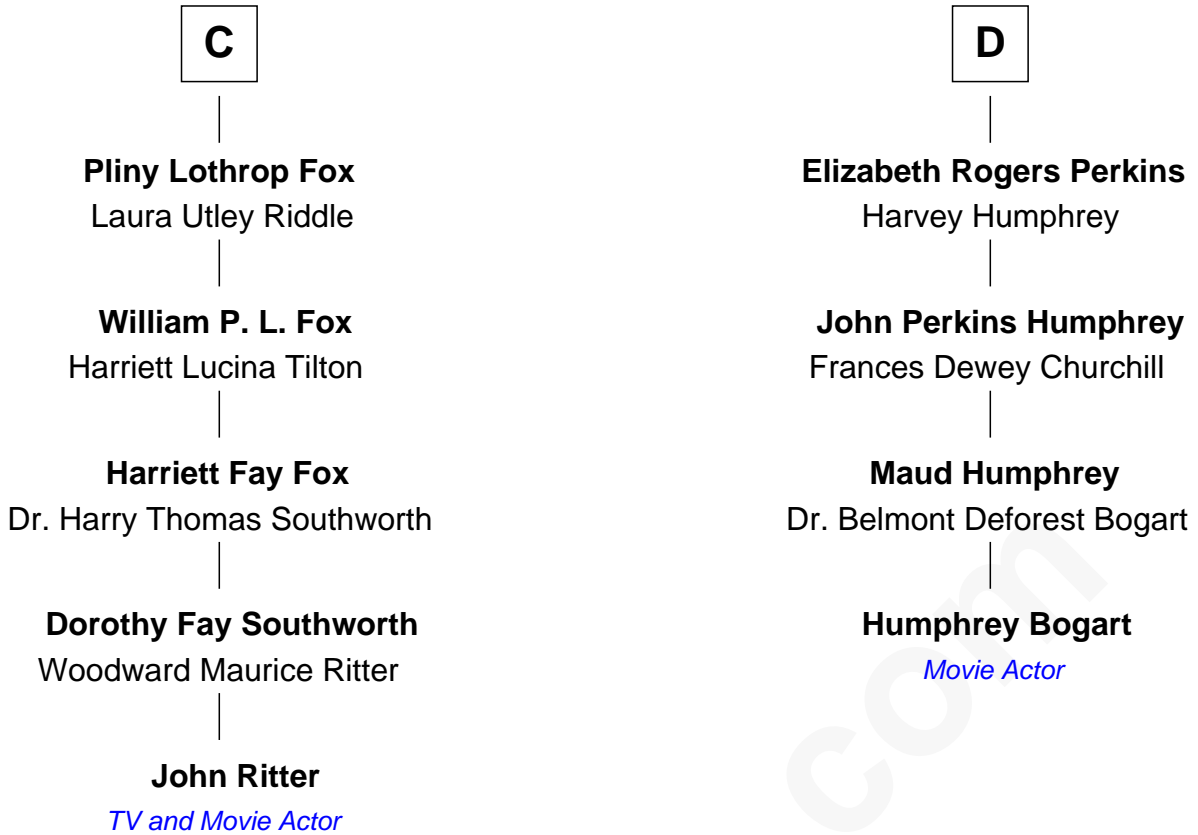 C
Pliny Lothrop Fox
Laura Utley Riddle
William P. L. Fox
Harriett Lucina Tilton
Harriett Fay Fox
Dr. Harry Thomas Southworth
Dorothy Fay Southworth
Woodward Maurice Ritter
John Ritter
TV and Movie Actor
D
Elizabeth Rogers Perkins
Harvey Humphrey
John Perkins Humphrey
Frances Dewey Churchill
Maud Humphrey
Dr. Belmont Deforest Bogart
Humphrey Bogart
Movie Actor
com